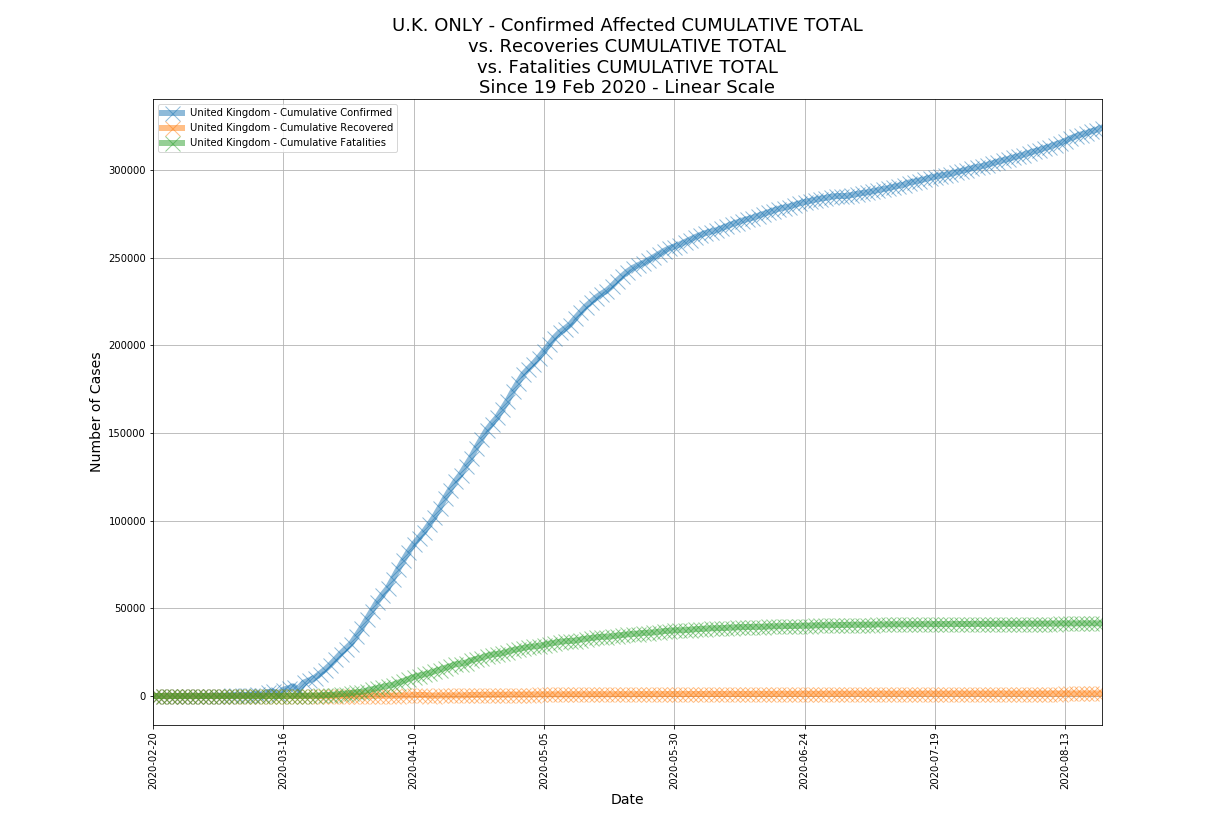 U.K. ONLY - Confirmed Affected CUMULATIVE TOTAL
vs. Recoveries CUMULATIVE TOTAL
vs. Fatalities CUMULATIVE TOTAL
Since 19 Feb 2020 - Linear Scale
United Kingdom - Cumulative Confirmed
United Kingdom - Cumulative Recovered
United Kingdom - Cumulative Fatalities
Number of Cases
300000
250000
200000
150000
100000
50000
0
2020-02-20
2020-03-16
2020-04-10
2020-05-05
2020-05-30
2020-06-24
2020-07-19
2020-08-13
Date